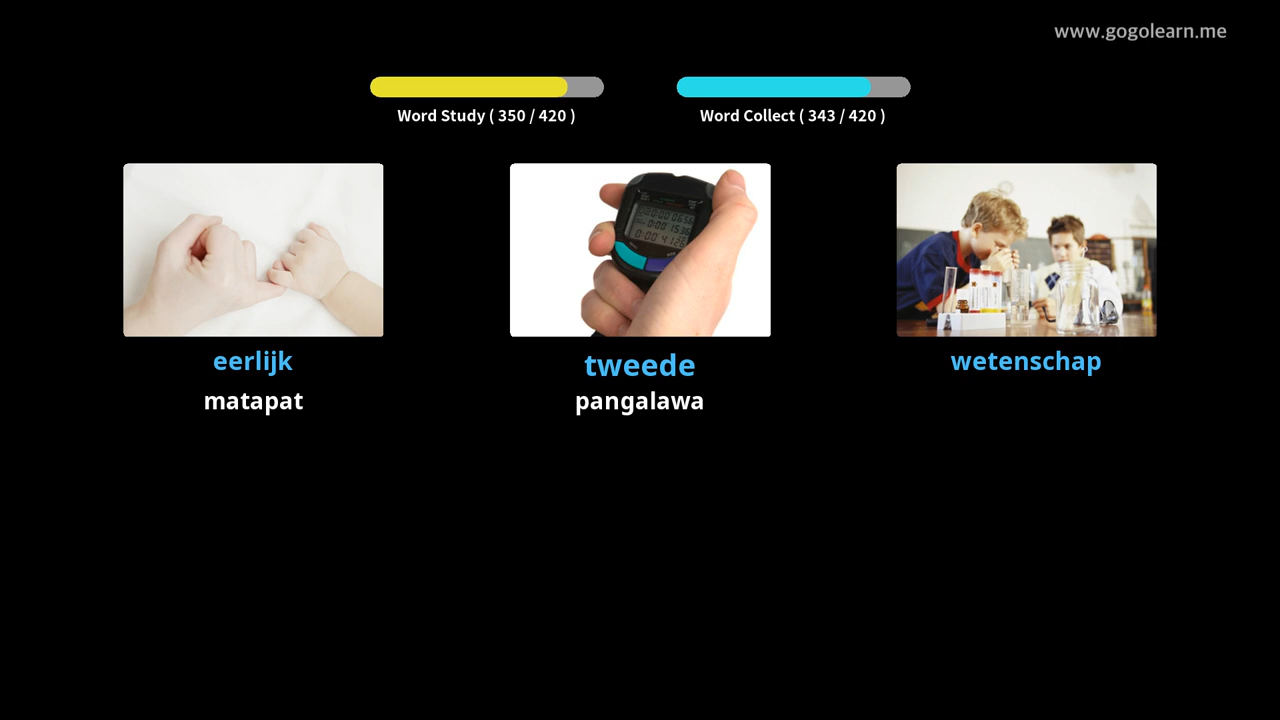 www.gogolearn.me
Word Study ( 350 / 420 )
Word Collect ( 343 / 420 )
eerlijk
tweede
wetenschap
matapat
pangalawa